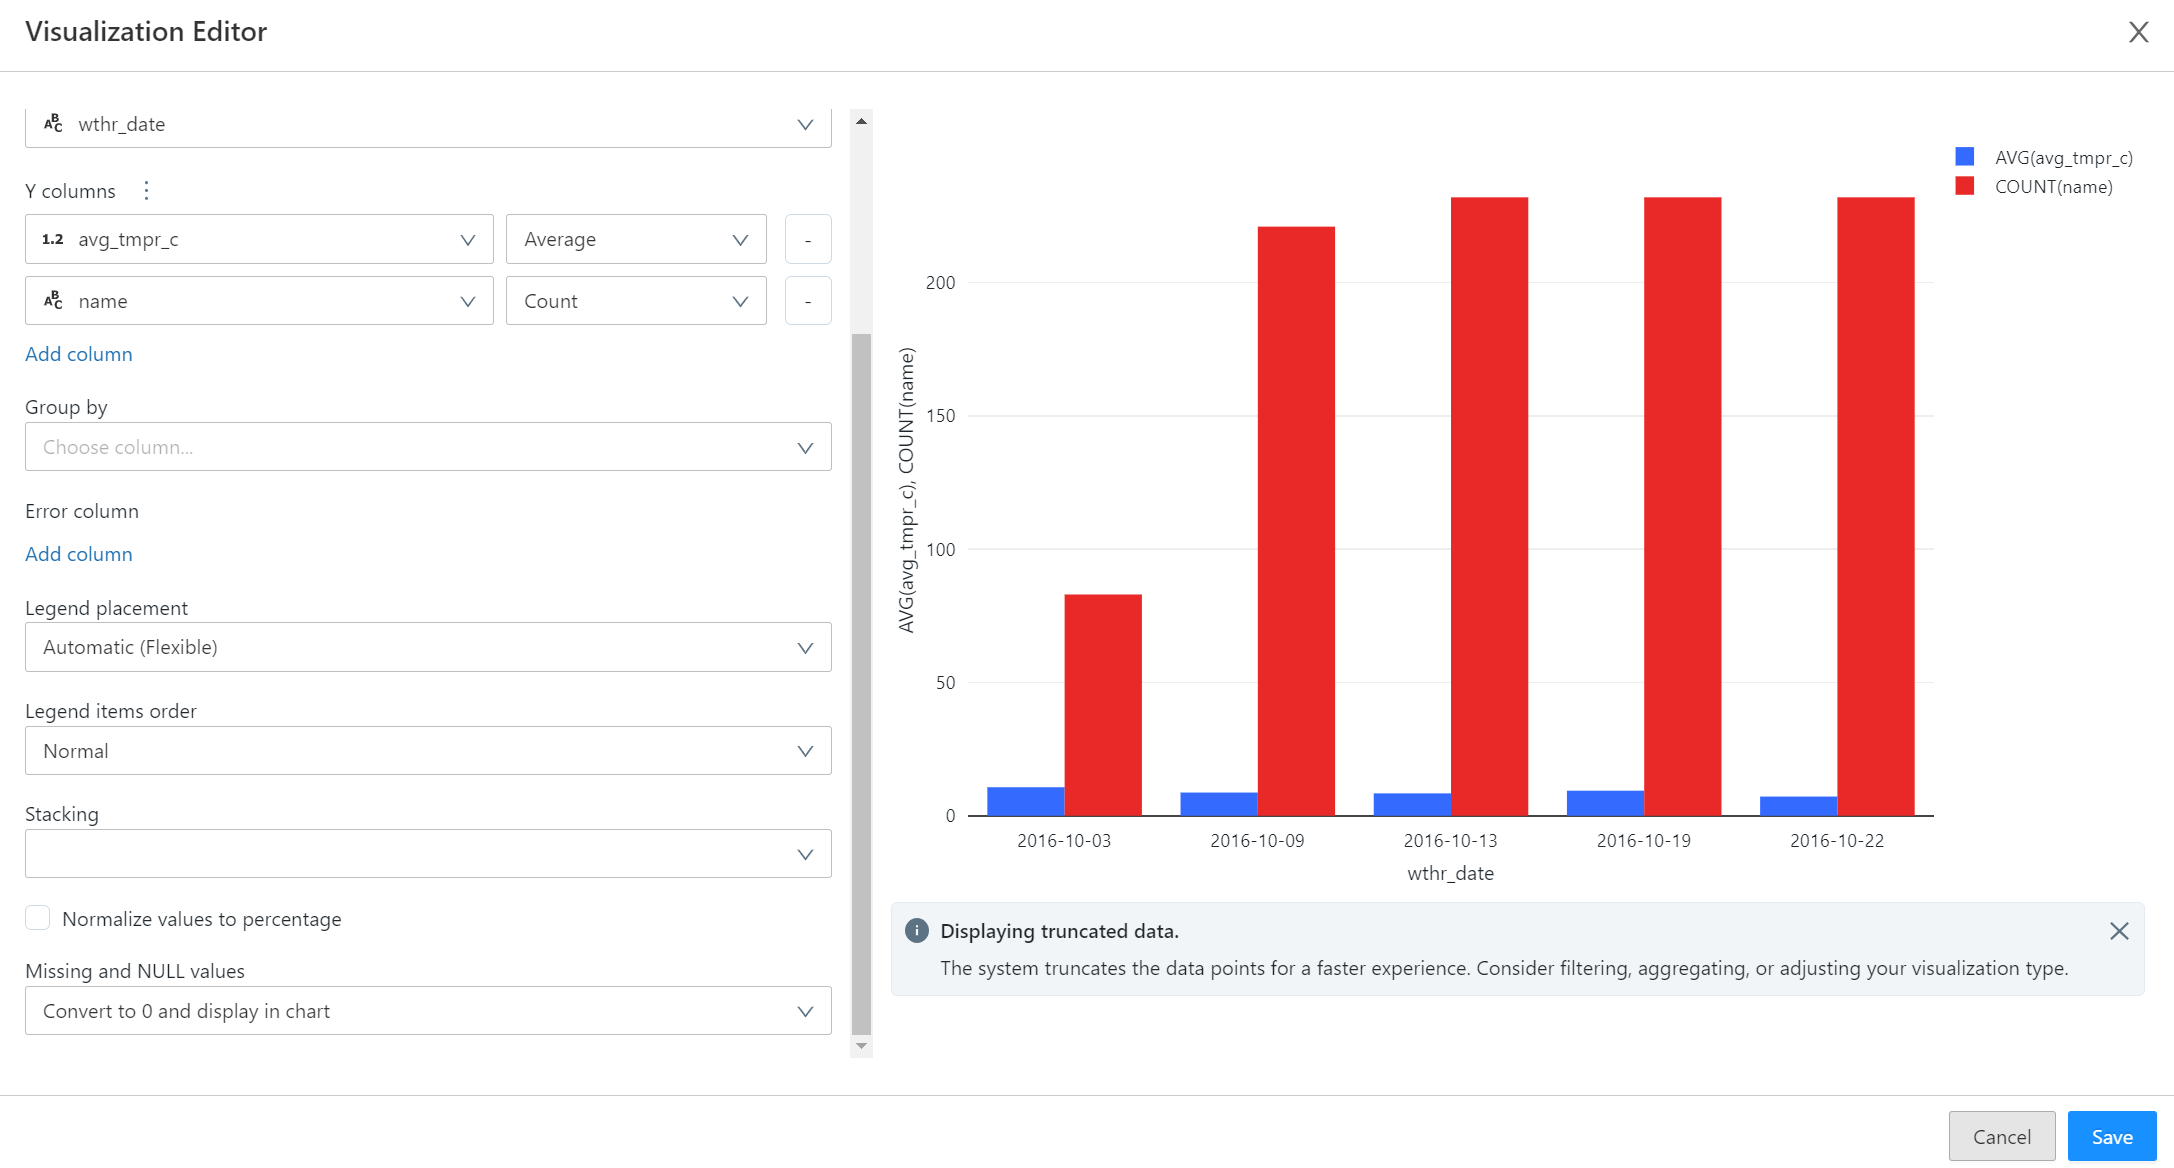 Visualization Editor
wthr_date
Y columns
1.2 avg_tmpr_c
Average
-
name
Count
-
Add column
Group by
Choose column...
Error column
Add column
Legend placement
Automatic (Flexible)
Legend items order
Normal
Stacking
Normalize values to percentage
Missing and NULL values
Convert to 0 and display in chart
AVG(avg_tmpr_c)
COUNT(name)
AVG(avg_tmpr_c), COUNT(name)
200
150
100
50
0
2016-10-03
2016-10-09
2016-10-13
2016-10-19
2016-10-22
wthr_date
Displaying truncated data.
The system truncates the data points for a faster experience. Consider filtering, aggregating, or adjusting your visualization type.
Cancel
Save